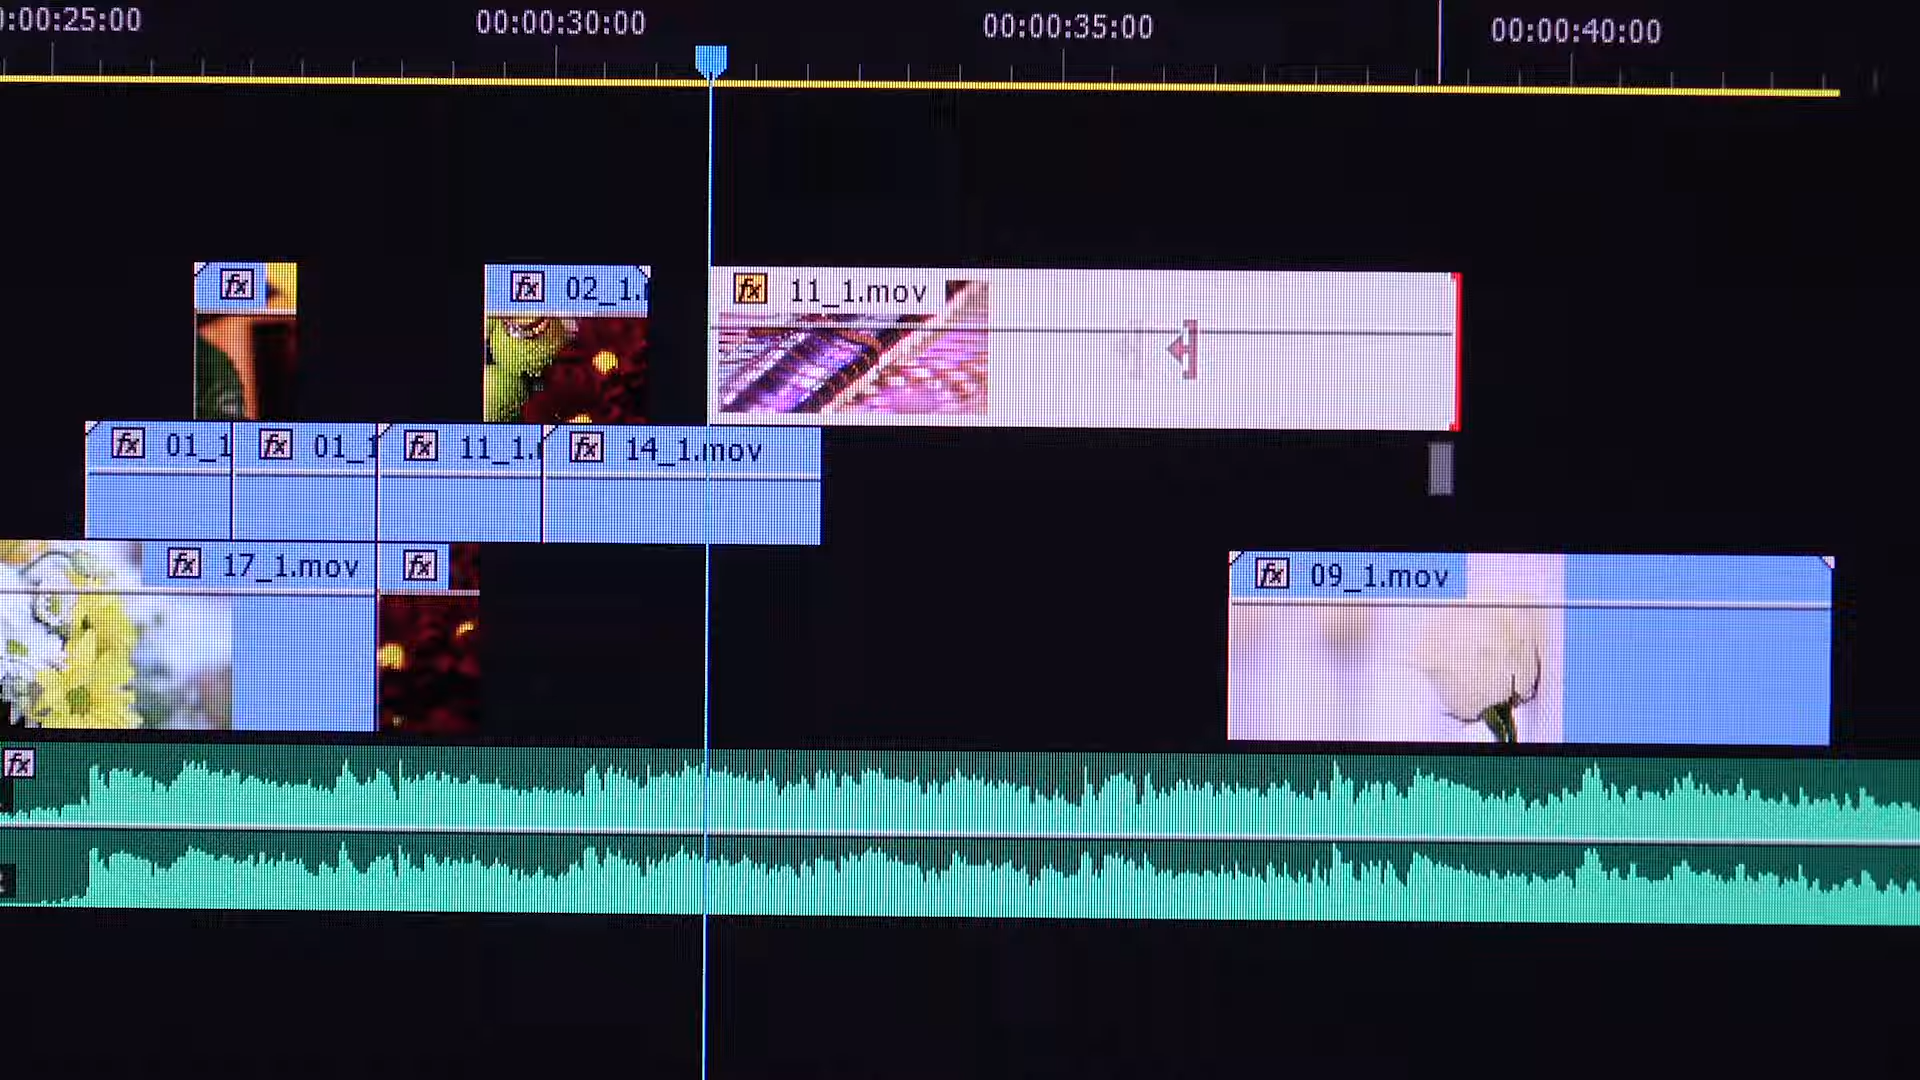 0:00:25:00 00:00:30:00 00:00:35:00 00:00:40:00
fx fx 02_1. fx 11_1.mov
fx 01_1 fx 01_1 fx 11_1. fx 14_1.mov
fx 17_1.mov fx fx 09_1.mov
fx